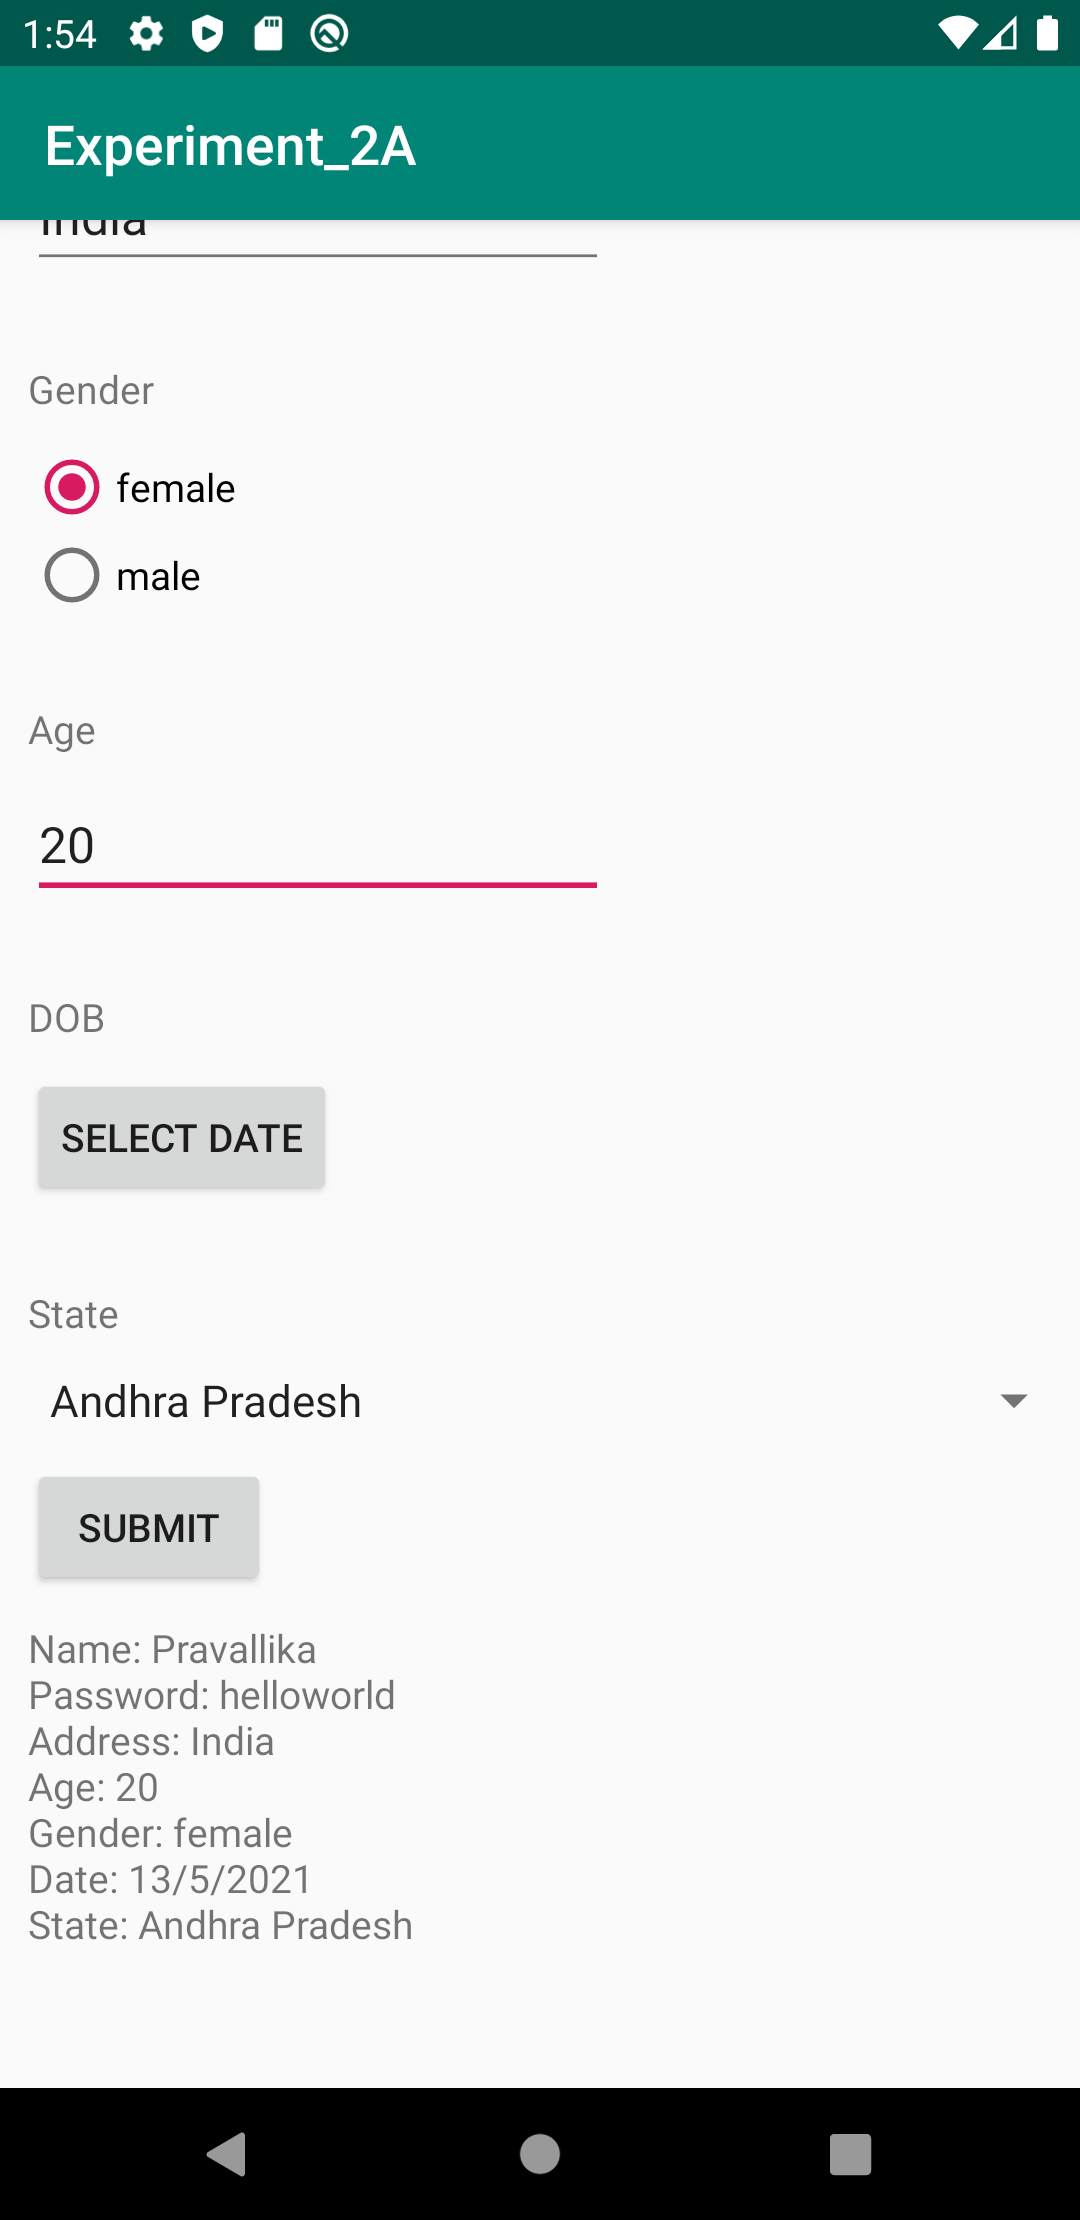 1:54
Experiment_2A
India
Gender
female
male
Age
20
DOB
SELECT DATE
State
Andhra Pradesh
SUBMIT
Name: Pravallika
Password: helloworld
Address: India
Age: 20
Gender: female
Date: 13/5/2021
State: Andhra Pradesh